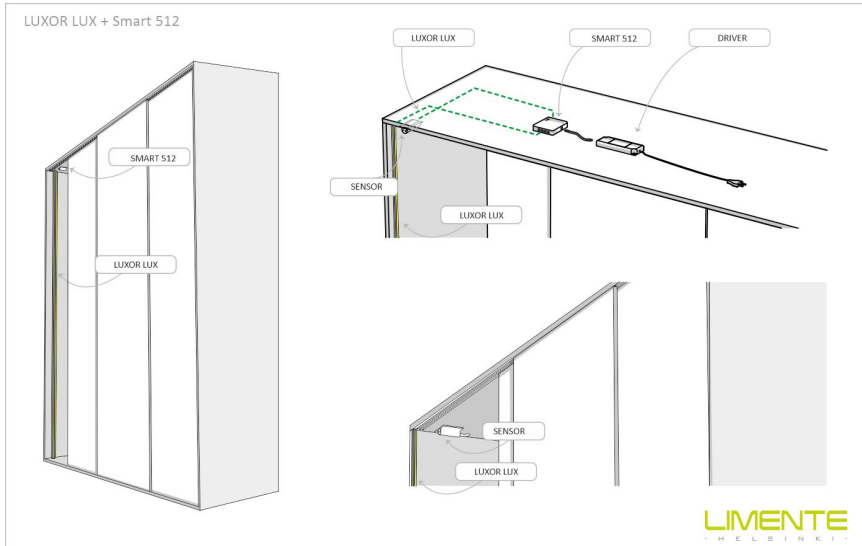 LUXOR LUX + Smart 512
SMART 512
LUXOR LUX
LUXOR LUX
SMART 512
DRIVER
SENSOR
LUXOR LUX
SENSOR
LUXOR LUX
LIMENTE
· HELSINKI ·